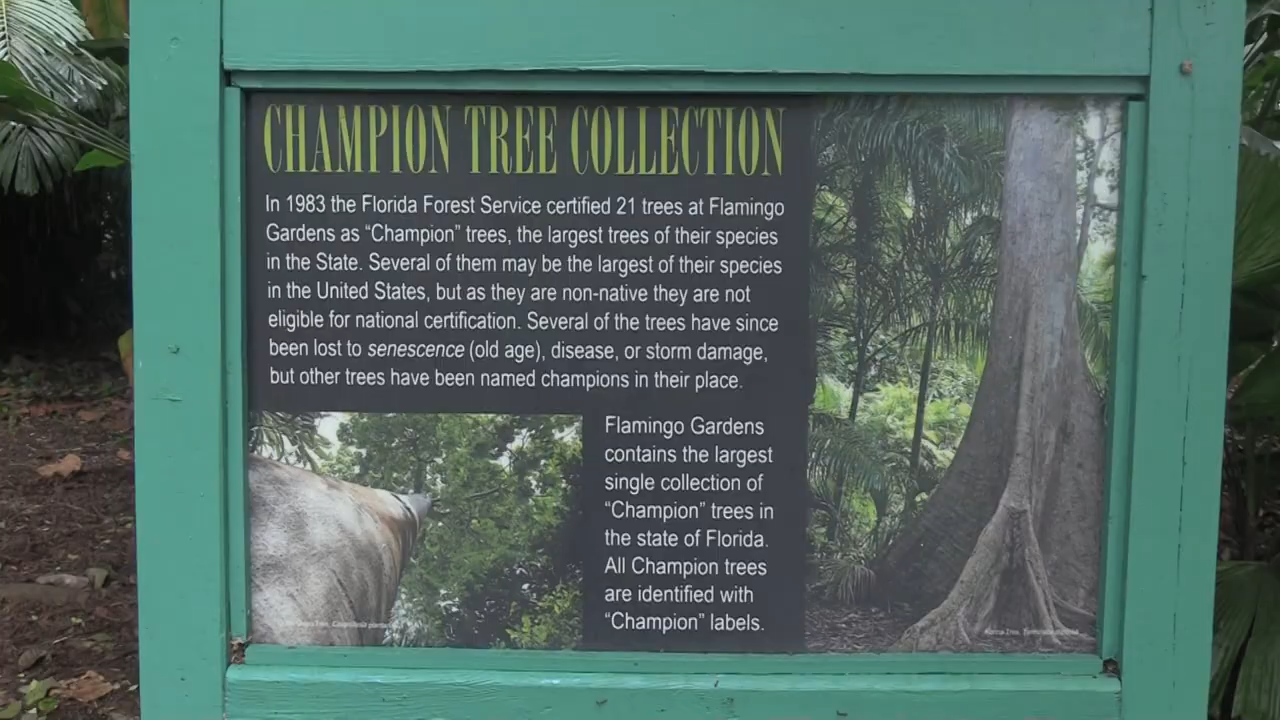 CHAMPION TREE COLLECTION
In 1983 the Florida Forest Service certified 21 trees at Flamingo
Gardens as “Champion” trees, the largest trees of their species
in the State. Several of them may be the largest of their species
in the United States, but as they are non-native they are not
eligible for national certification. Several of the trees have since
been lost to senescence (old age), disease, or storm damage,
but other trees have been named champions in their place.
Flamingo Gardens
contains the largest
single collection of
“Champion” trees in
the state of Florida.
All Champion trees
are identified with
“Champion” labels.
Tree,
Tree,